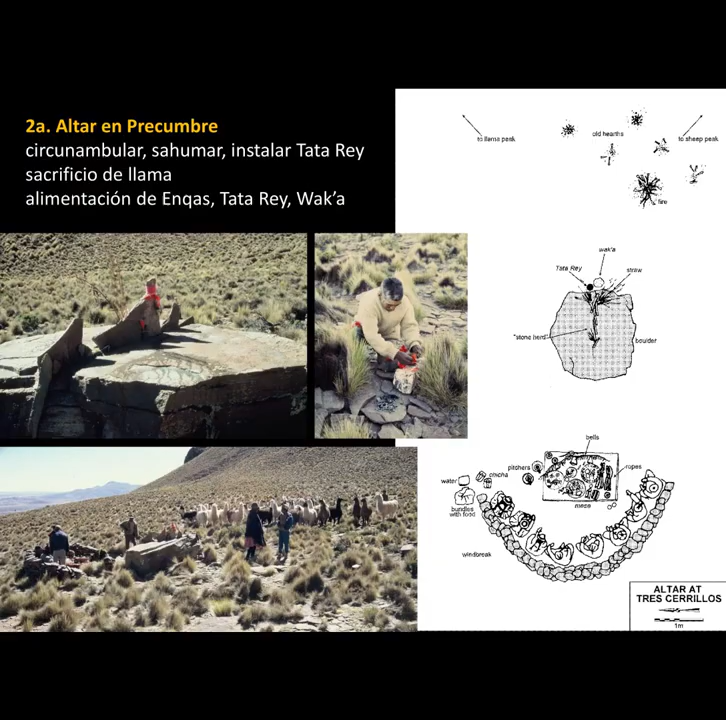 2a. Altar en Precumbre
circunambular, sahumar, instalar Tata Rey
sacrificio de llama
alimentación de Enqas, Tata Rey, Wak’a
to llama peak
old hearths
to sheep peak
fire
wak'a
Tata Rey
straw
"stone herd"
boulder
bells
pitchers
ropes
chicha
water
bundles
with food
mesa
windbreak
ALTAR AT
TRES CERRILLOS
1m